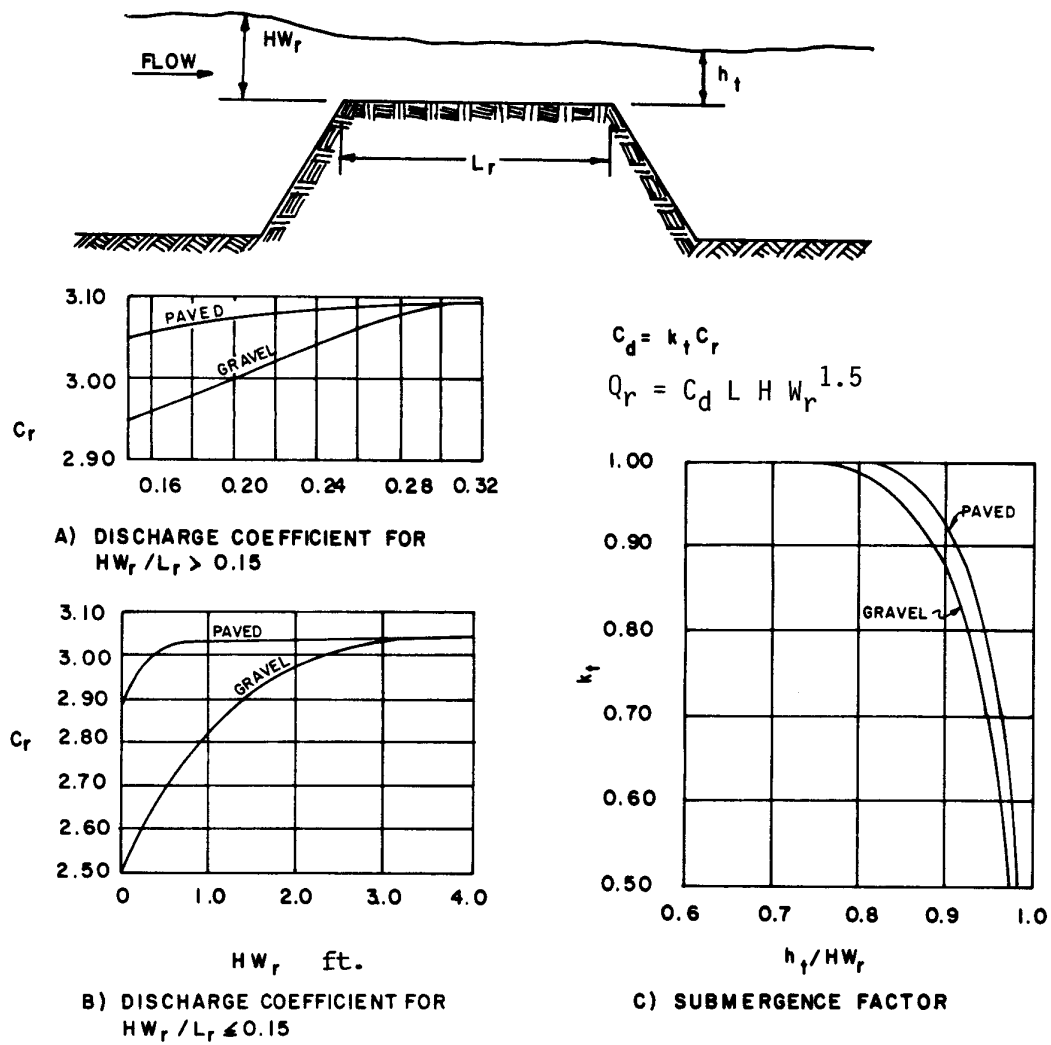 HWr
FLOW
ht
Lr
3.10
3.00
Cr
2.90
PAVED
GRAVEL
0.16 0.20 0.24 0.28 0.32
A) DISCHARGE COEFFICIENT FOR
HWr/Lr > 0.15
Cd = kt Cr
Qr = Cd L H Wr^1.5
3.10
3.00
2.90
Cr
2.80
2.70
2.60
2.50
PAVED
GRAVEL
0 1.0 2.0 3.0 4.0
HWr ft.
B) DISCHARGE COEFFICIENT FOR
HWr/Lr ≤ 0.15
1.00
0.90
0.80
kt
0.70
0.60
0.50
PAVED
GRAVEL
0.6 0.7 0.8 0.9 1.0
ht/HWr
C) SUBMERGENCE FACTOR